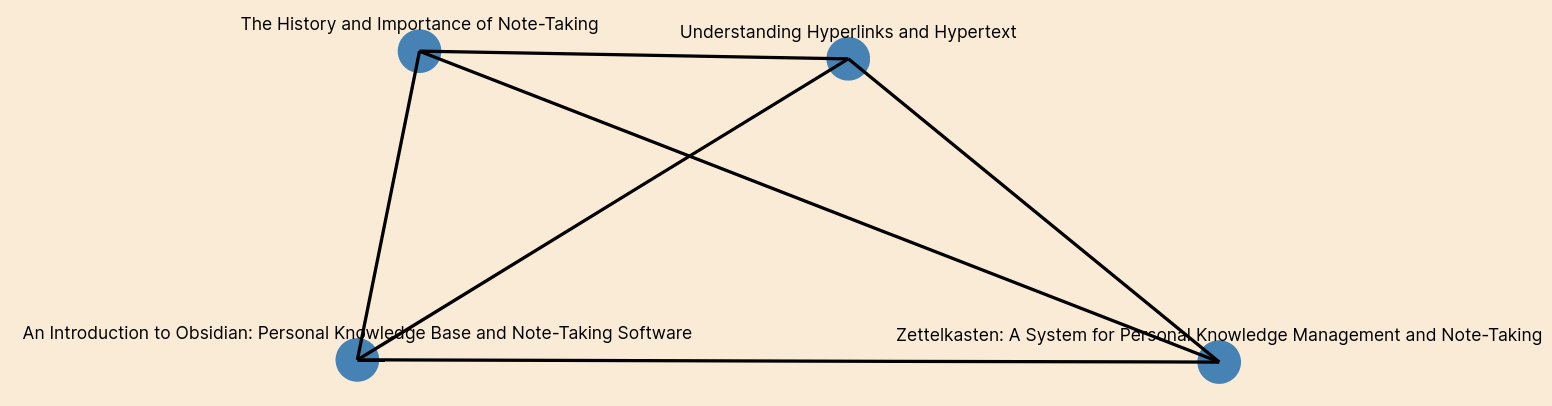 The History and Importance of Note-Taking
Understanding Hyperlinks and Hypertext
An Introduction to Obsidian: Personal Knowledge Base and Note-Taking Software
Zettelkasten: A System for Personal Knowledge Management and Note-Taking